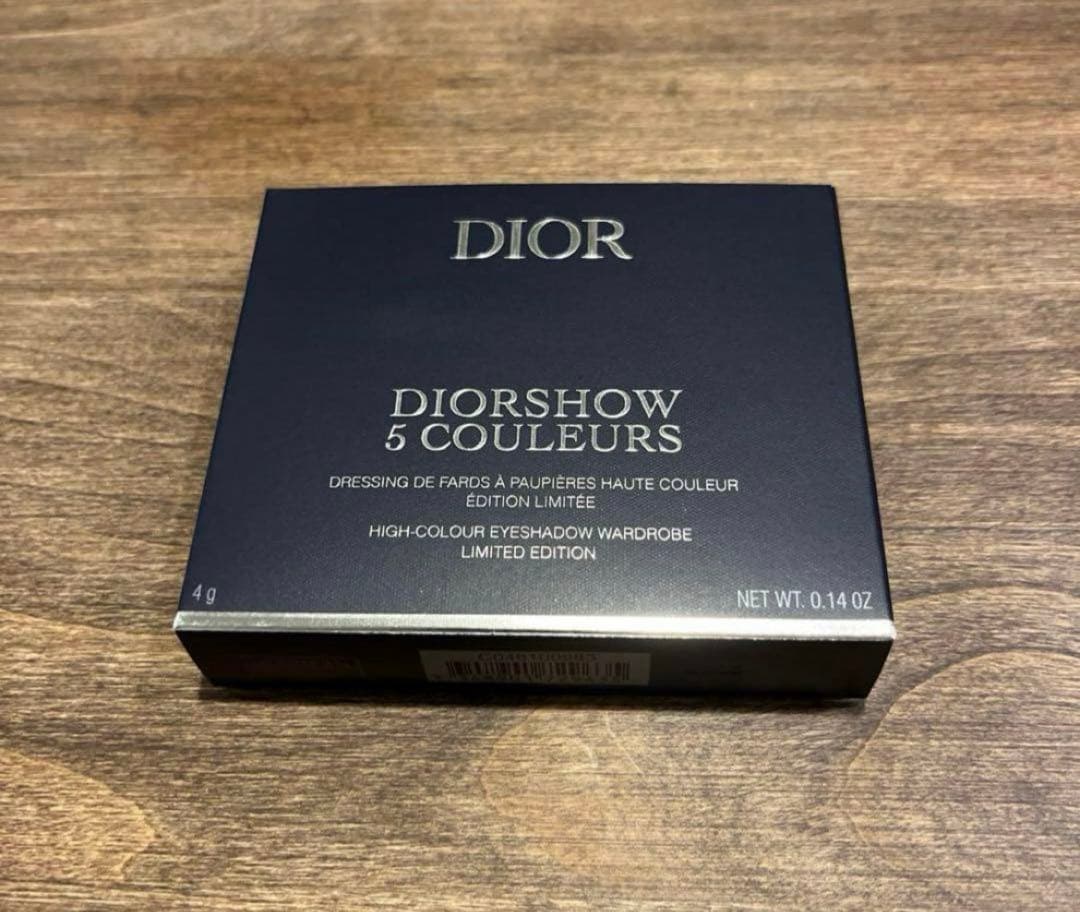 DIOR
DIORSHOW
5 COULEURS
DRESSING DE FARDS À PAUPIÈRES HAUTE COULEUR
ÉDITION LIMITÉE
HIGH-COLOUR EYESHADOW WARDROBE
LIMITED EDITION
4 g
NET WT. 0.14 OZ